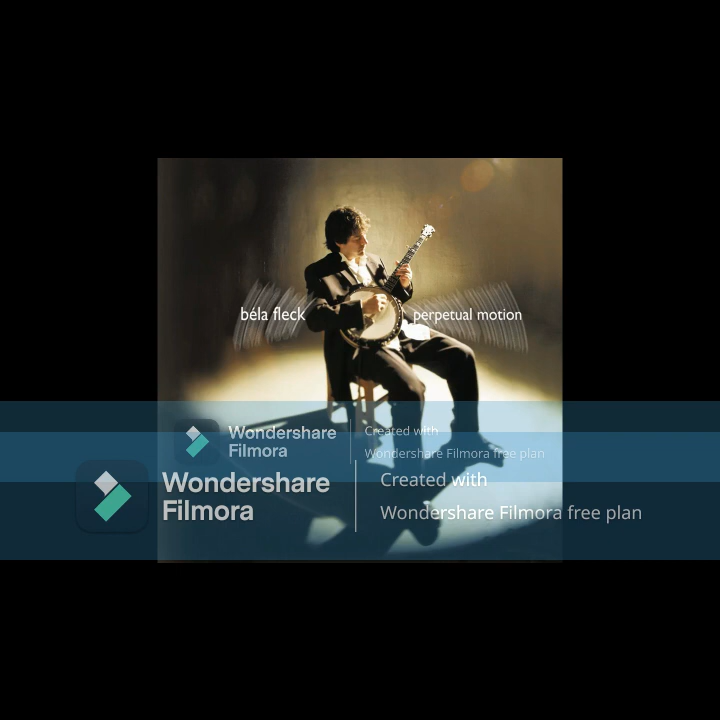 béla fleck
perpetual motion
Wondershare
Filmora
Created with
Wondershare Filmora free plan
Wondershare
Filmora
Created with
Wondershare Filmora free plan